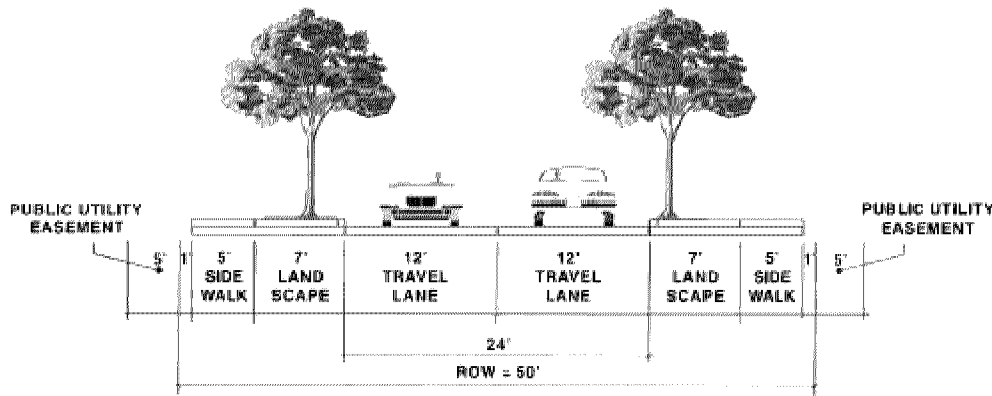 PUBLIC UTILITY
EASEMENT
PUBLIC UTILITY
EASEMENT
5' 1' 5' 7' 12' 12' 7' 5' 1' 5'
SIDE LAND TRAVEL TRAVEL LAND SIDE
WALK SCAPE LANE LANE SCAPE WALK
24'
ROW = 50'